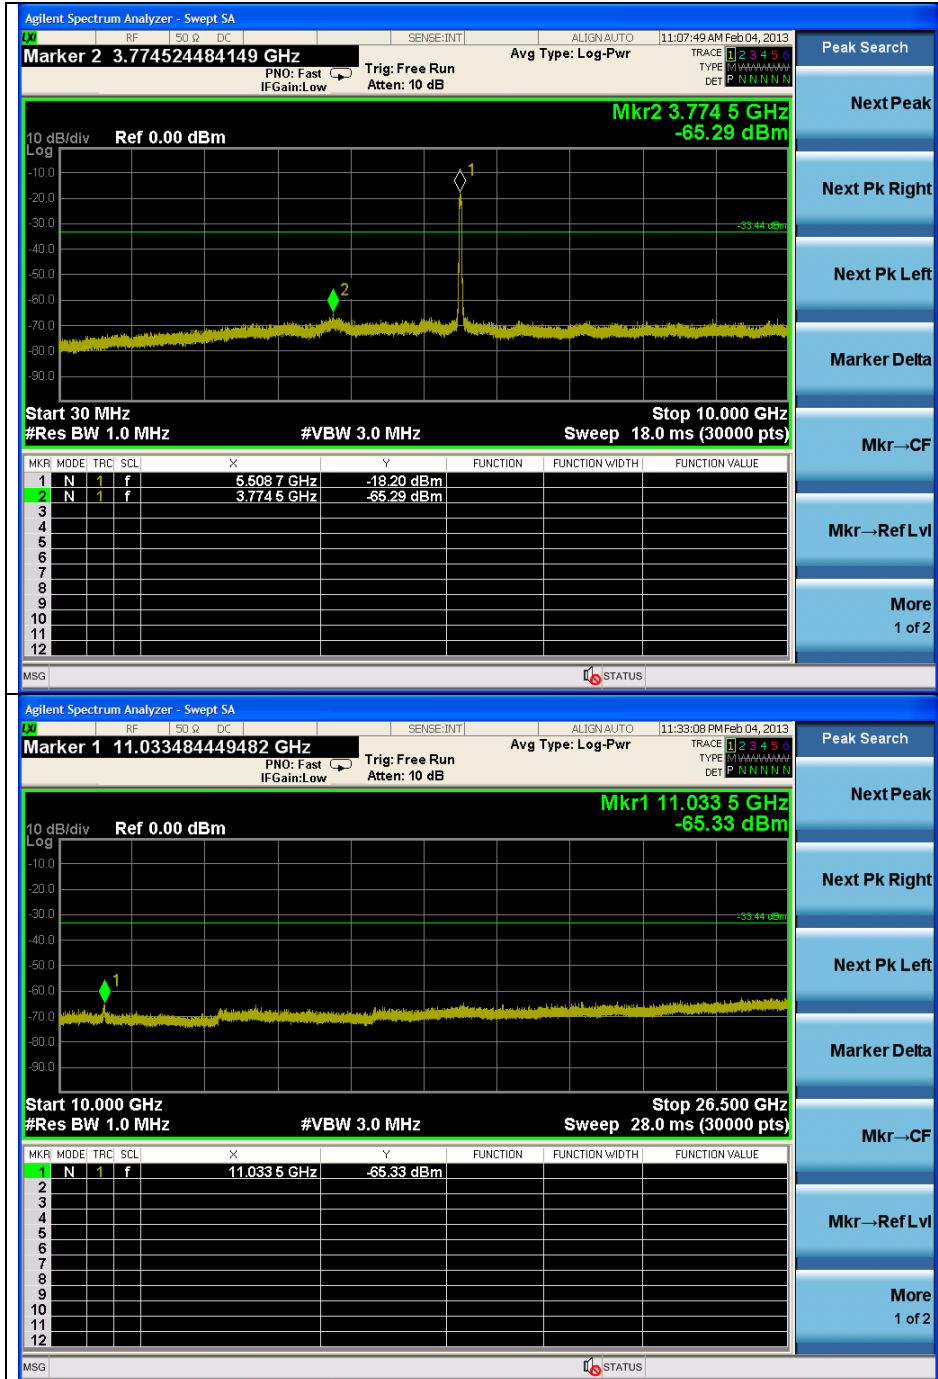 Agilent Spectrum Analyzer - Swept SA
LXI RF 50 Ω DC SENSE:INT ALIGN AUTO 11:07:49 AM Feb 04, 2013
Marker 2 3.774524484149 GHz
PNO: Fast
IFGain:Low
Trig: Free Run
Atten: 10 dB
Avg Type: Log-Pwr
TRACE 1 2 3 4 5 6
TYPE M W W W W W
DET P N N N N N
Peak Search
Next Peak
Next Pk Right
Next Pk Left
Marker Delta
Mkr→CF
Mkr→Ref Lvl
More
1 of 2
Mkr2 3.774 5 GHz
-65.29 dBm
10 dB/div Ref 0.00 dBm
Log
-10.0
-20.0
-30.0
-40.0
-50.0
-60.0
-70.0
-80.0
-90.0
1
-33.44 dBm
2
Start 30 MHz Stop 10.000 GHz
#Res BW 1.0 MHz #VBW 3.0 MHz Sweep 18.0 ms (30000 pts)
MKR MODE TRC SCL X Y FUNCTION FUNCTION WIDTH FUNCTION VALUE
1 N 1 f 5.508 7 GHz -18.20 dBm
2 N 1 f 3.774 5 GHz -65.29 dBm
3
4
5
6
7
8
9
10
11
12
MSG STATUS
Agilent Spectrum Analyzer - Swept SA
LXI RF 50 Ω DC SENSE:INT ALIGN AUTO 11:33:08 PM Feb 04, 2013
Marker 1 11.033484449482 GHz
PNO: Fast
IFGain:Low
Trig: Free Run
Atten: 10 dB
Avg Type: Log-Pwr
TRACE 1 2 3 4 5 6
TYPE M W W W W W
DET P N N N N N
Peak Search
Next Peak
Next Pk Right
Next Pk Left
Marker Delta
Mkr→CF
Mkr→Ref Lvl
More
1 of 2
Mkr1 11.033 5 GHz
-65.33 dBm
10 dB/div Ref 0.00 dBm
Log
-10.0
-20.0
-30.0
-40.0
-50.0
-60.0
-70.0
-80.0
-90.0
-33.44 dBm
1
Start 10.000 GHz Stop 26.500 GHz
#Res BW 1.0 MHz #VBW 3.0 MHz Sweep 28.0 ms (30000 pts)
MKR MODE TRC SCL X Y FUNCTION FUNCTION WIDTH FUNCTION VALUE
1 N 1 f 11.033 5 GHz -65.33 dBm
2
3
4
5
6
7
8
9
10
11
12
MSG STATUS